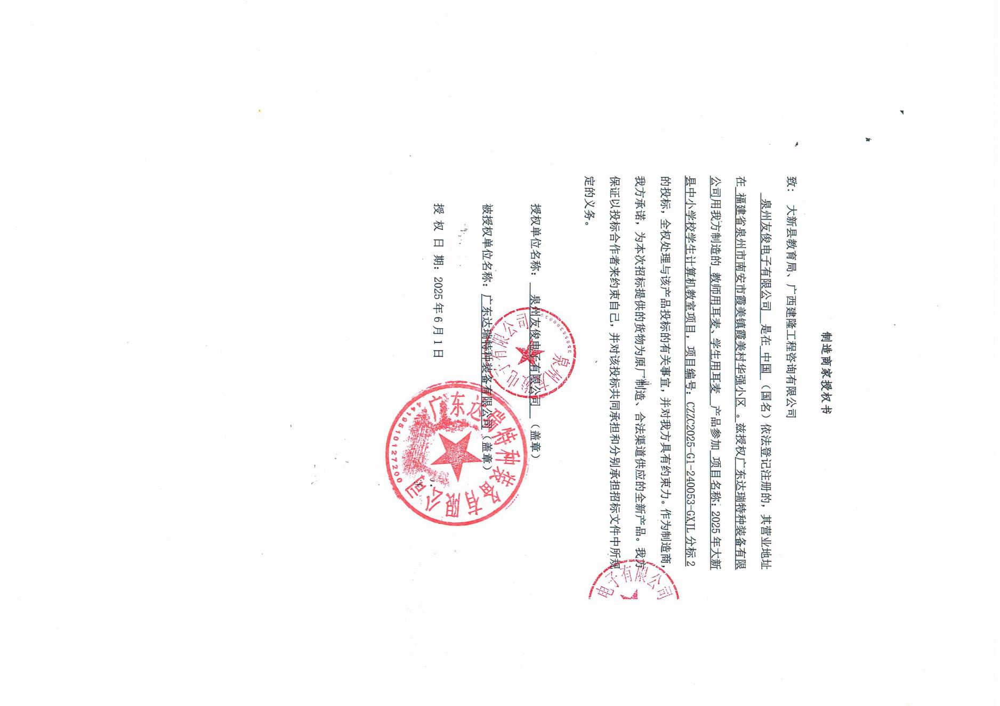 制造商家授权书
致： 大新县教育局、广西建隆工程咨询有限公司
泉州友俊电子有限公司 是在 中国 （国名）依法登记注册的，其营业地址
在 福建省泉州市南安市霞美镇霞美村华强小区 。兹授权广东达瑞特种装备有限
公司用我方制造的 教师用耳麦、学生用耳麦 产品参加 项目名称：2025年大新
县中小学校学生计算机教室项目，项目编号：CZZC2025-G1-240053-GXJL 分标2
的投标，全权处理与该产品投标的有关事宜，并对我方具有约束力。作为制造商，
我方承诺，为本次招标提供的货物为原厂制造、合法渠道供应的全新产品。我方
保证以投标合作者来约束自己，并对该投标共同承担和分别承担招标文件中所规
定的义务。
授权单位名称： 泉州友俊电子有限公司 （盖章）
被授权单位名称：广东达瑞特种装备有限公司（盖章）
授 权 日 期：2025年6月1日
广东达瑞特种装备有限公司
电子有限公司